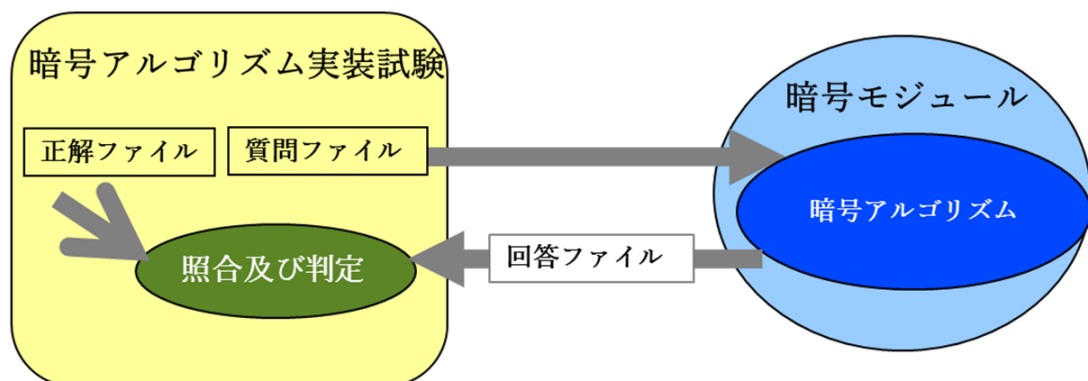 暗号アルゴリズム実装試験
暗号モジュール
正解ファイル
質問ファイル
暗号アルゴリズム
回答ファイル
照合及び判定